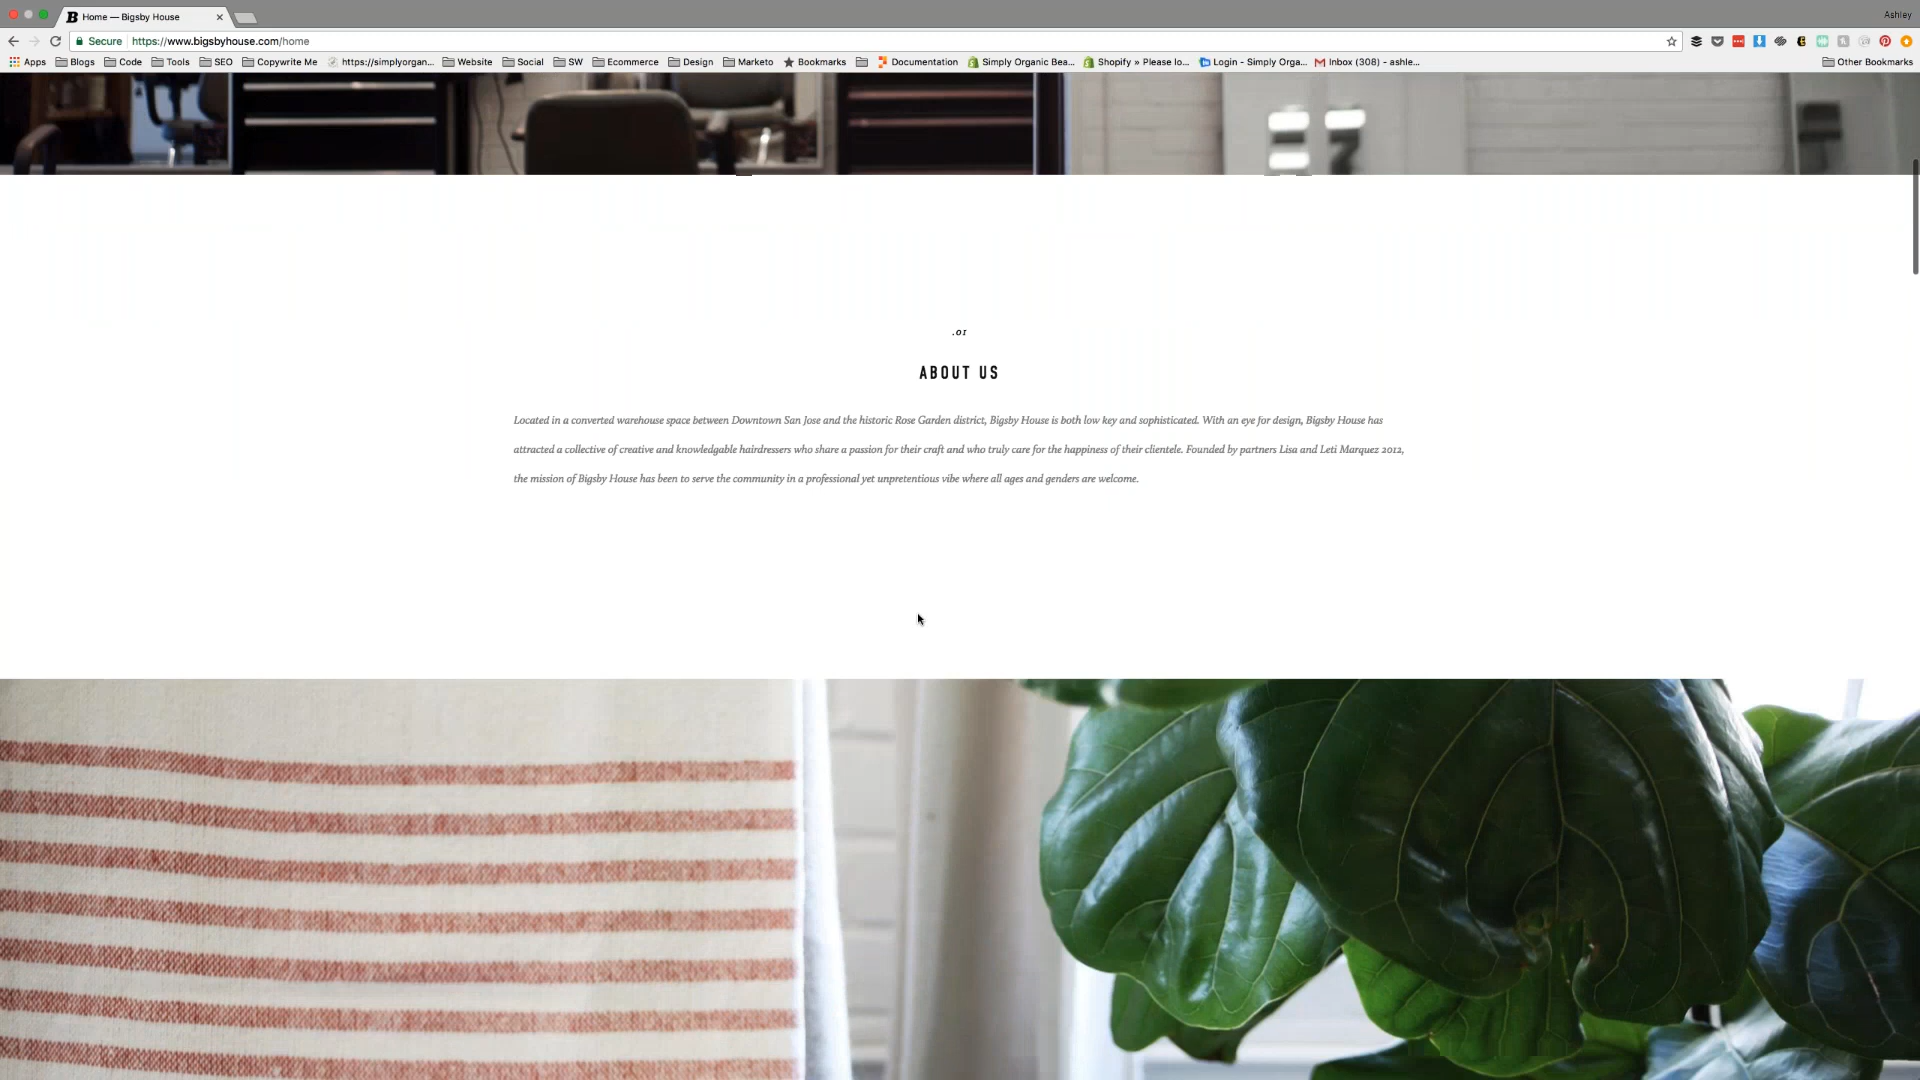 Home — Bigsby House
Ashley
Secure https://www.bigsbyhouse.com/home
Apps Blogs Code Tools SEO Copywrite Me https://simplyorgan... Website Social SW Ecommerce Design Marketo Bookmarks Documentation Simply Organic Bea... Shopify » Please lo... Login - Simply Orga... Inbox (308) - ashle... Other Bookmarks
.01
ABOUT US
Located in a converted warehouse space between Downtown San Jose and the historic Rose Garden district, Bigsby House is both low key and sophisticated. With an eye for design, Bigsby House has
attracted a collective of creative and knowledgable hairdressers who share a passion for their craft and who truly care for the happiness of their clientele. Founded by partners Lisa and Leti Marquez 2012,
the mission of Bigsby House has been to serve the community in a professional yet unpretentious vibe where all ages and genders are welcome.